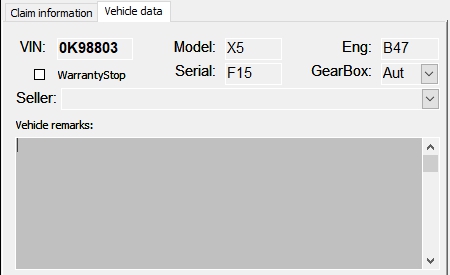 Claim information Vehicle data
VIN: 0K98803 Model: X5 Eng: B47
WarrantyStop Serial: F15 GearBox: Aut
Seller:
Vehicle remarks: